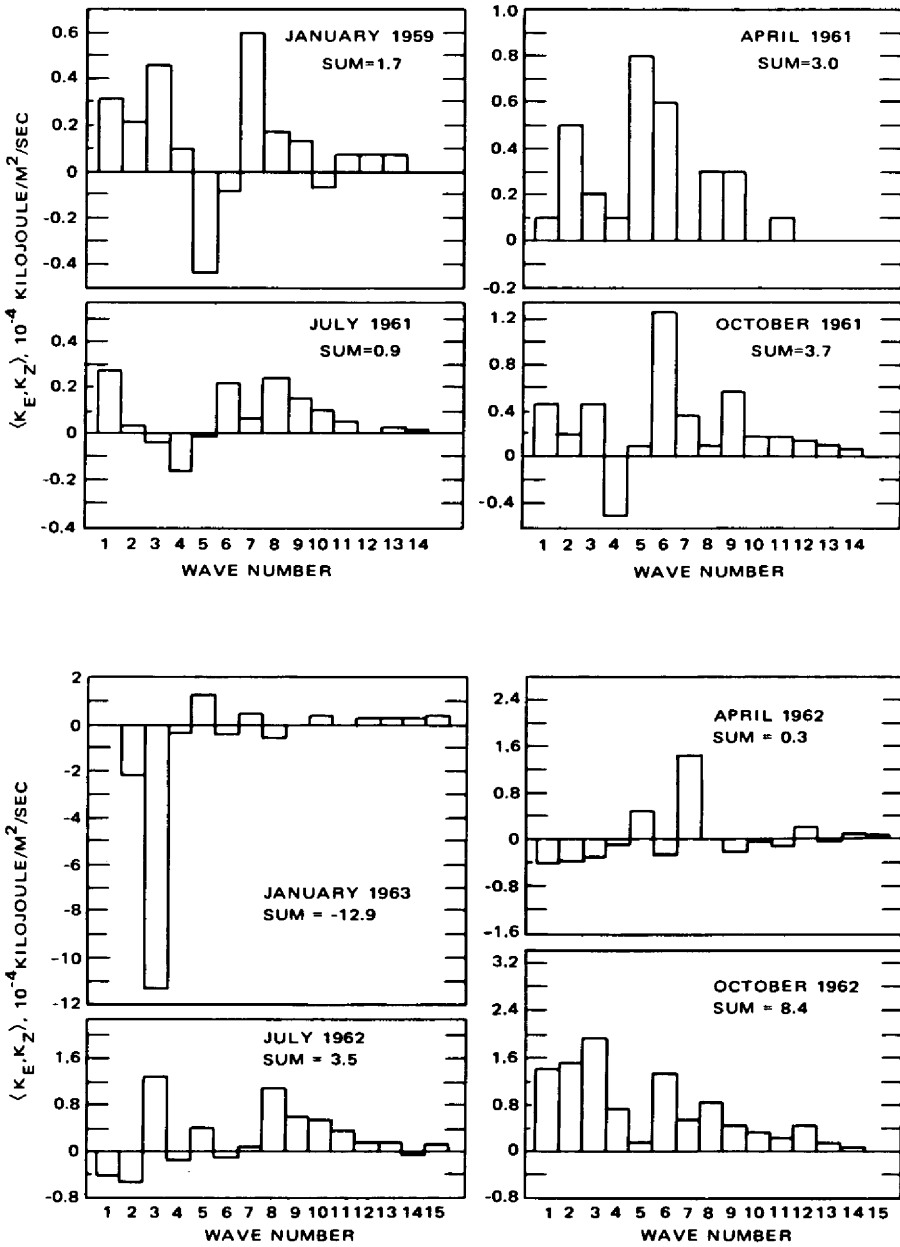 JANUARY 1959
SUM=1.7
0.6
0.4
0.2
0
-0.2
-0.4
APRIL 1961
SUM=3.0
1.0
0.8
0.6
0.4
0.2
0
-0.2
⟨K_E,K_Z⟩, 10^-4 KILOJOULE/M^2/SEC
JULY 1961
SUM=0.9
0.4
0.2
0
-0.2
-0.4
1 2 3 4 5 6 7 8 9 10 11 12 13 14
WAVE NUMBER
OCTOBER 1961
SUM=3.7
1.2
0.8
0.4
0
-0.4
1 2 3 4 5 6 7 8 9 10 11 12 13 14
WAVE NUMBER
2
0
-2
-4
-6
-8
-10
-12
JANUARY 1963
SUM = -12.9
2.4
1.6
0.8
0
-0.8
-1.6
APRIL 1962
SUM = 0.3
⟨K_E,K_Z⟩, 10^-4 KILOJOULE/M^2/SEC
JULY 1962
SUM = 3.5
1.6
0.8
0
-0.8
1 2 3 4 5 6 7 8 9 10 11 12 13 14 15
WAVE NUMBER
OCTOBER 1962
SUM = 8.4
3.2
2.4
1.6
0.8
0
-0.8
1 2 3 4 5 6 7 8 9 10 11 12 13 14 15
WAVE NUMBER